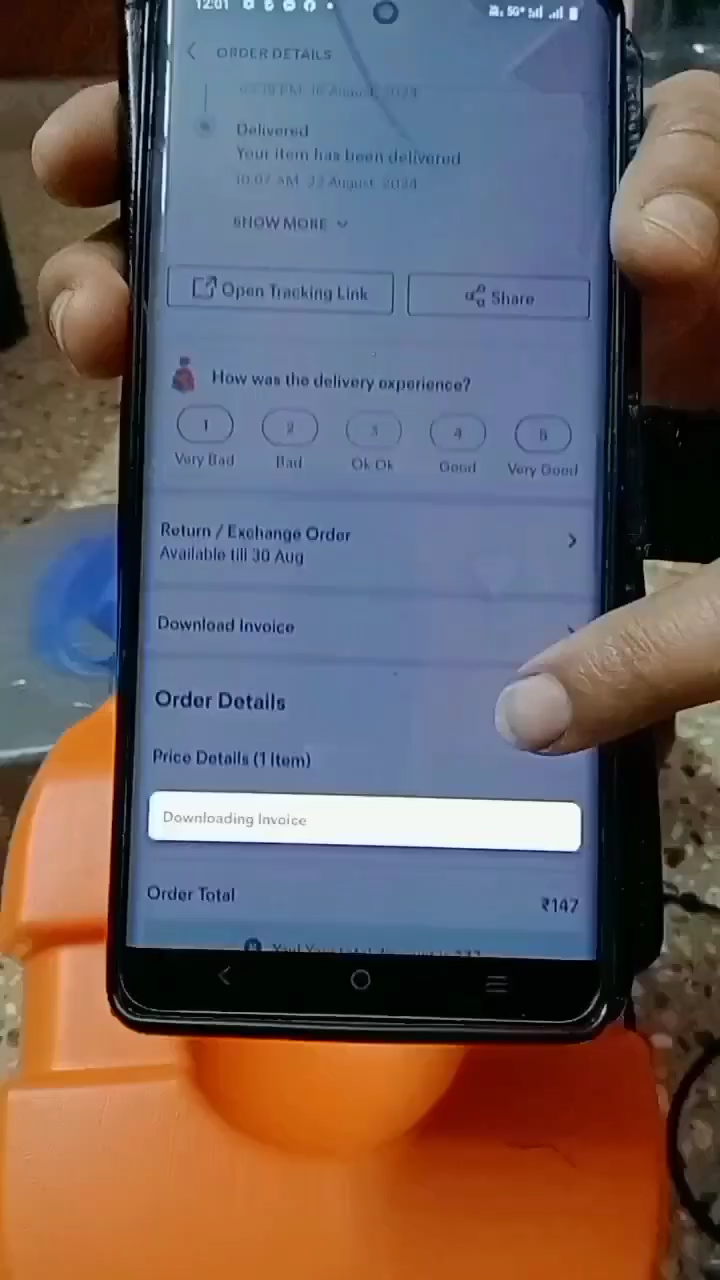 12:01
5G+
ORDER DETAILS
Delivered
Your item has been delivered
10:07 AM, 22 August, 2024
SHOW MORE
Open Tracking Link
Share
How was the delivery experience?
1 2 3 4 5
Very Bad Bad Ok Ok Good Very Good
Return / Exchange Order
Available till 30 Aug
Download Invoice
Order Details
Price Details (1 Item)
Downloading Invoice
Order Total ₹147